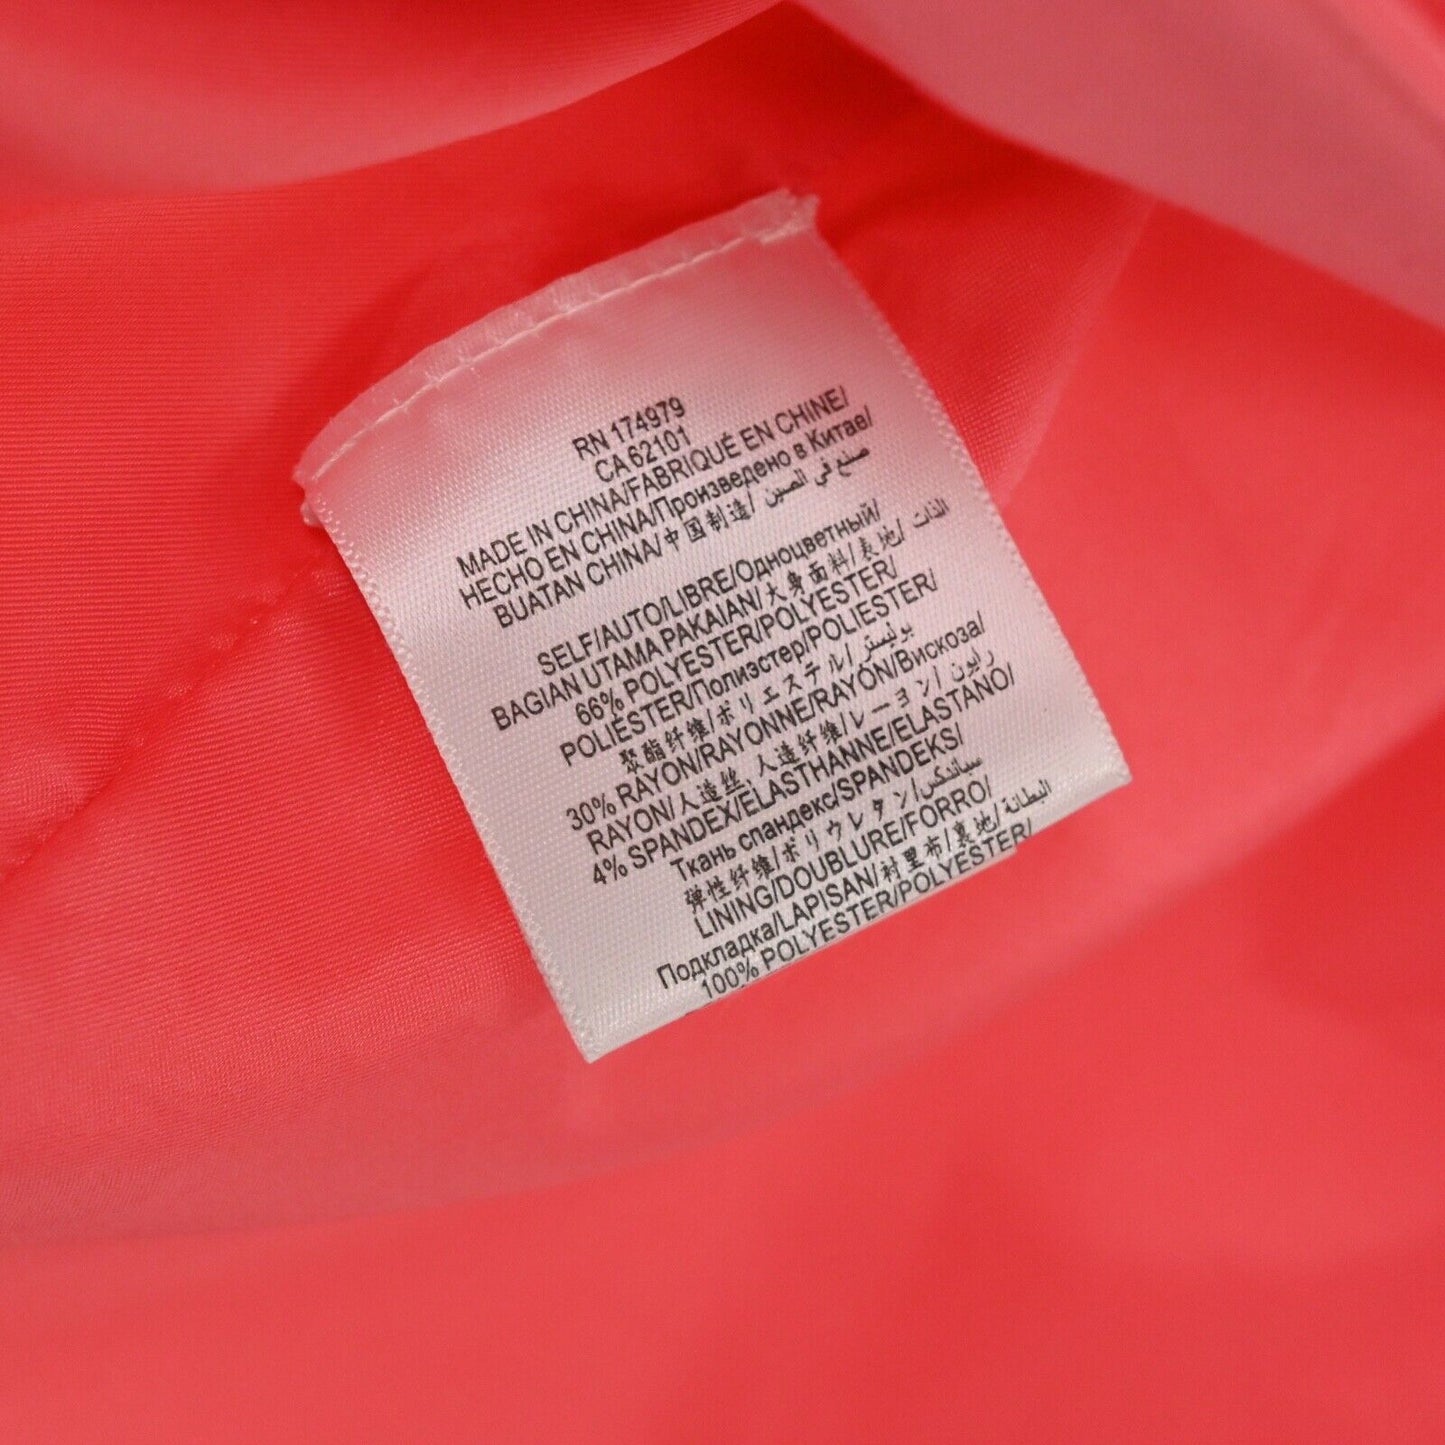 RN 174979
CA 62101
MADE IN CHINA/FABRIQUÉ EN CHINE/
HECHO EN CHINA/Произведено в Китае/
BUATAN CHINA/中国制造/ صنع في الصين
SELF/AUTO/LIBRE/Одноцветный/
BAGIAN UTAMA PAKAIAN/大身面料/表地/ الذات
66% POLYESTER/POLYESTER/
POLIÉSTER/Полиэстер/POLIESTER/
聚酯纤维/ポリエステル/ بوليستر
30% RAYON/RAYONNE/RAYÓN/Вискоза/
RAYON/人造丝,人造纤维/レーヨン/ رايون
4% SPANDEX/ELASTHANNE/ELASTANO/
Ткань спандекс/SPANDEKS/
弹性纤维/ポリウレタン/ سباندكس
LINING/DOUBLURE/FORRO/
Подкладка/LAPISAN/衬里布/裏地/ البطانة
100% POLYESTER/POLYESTER/